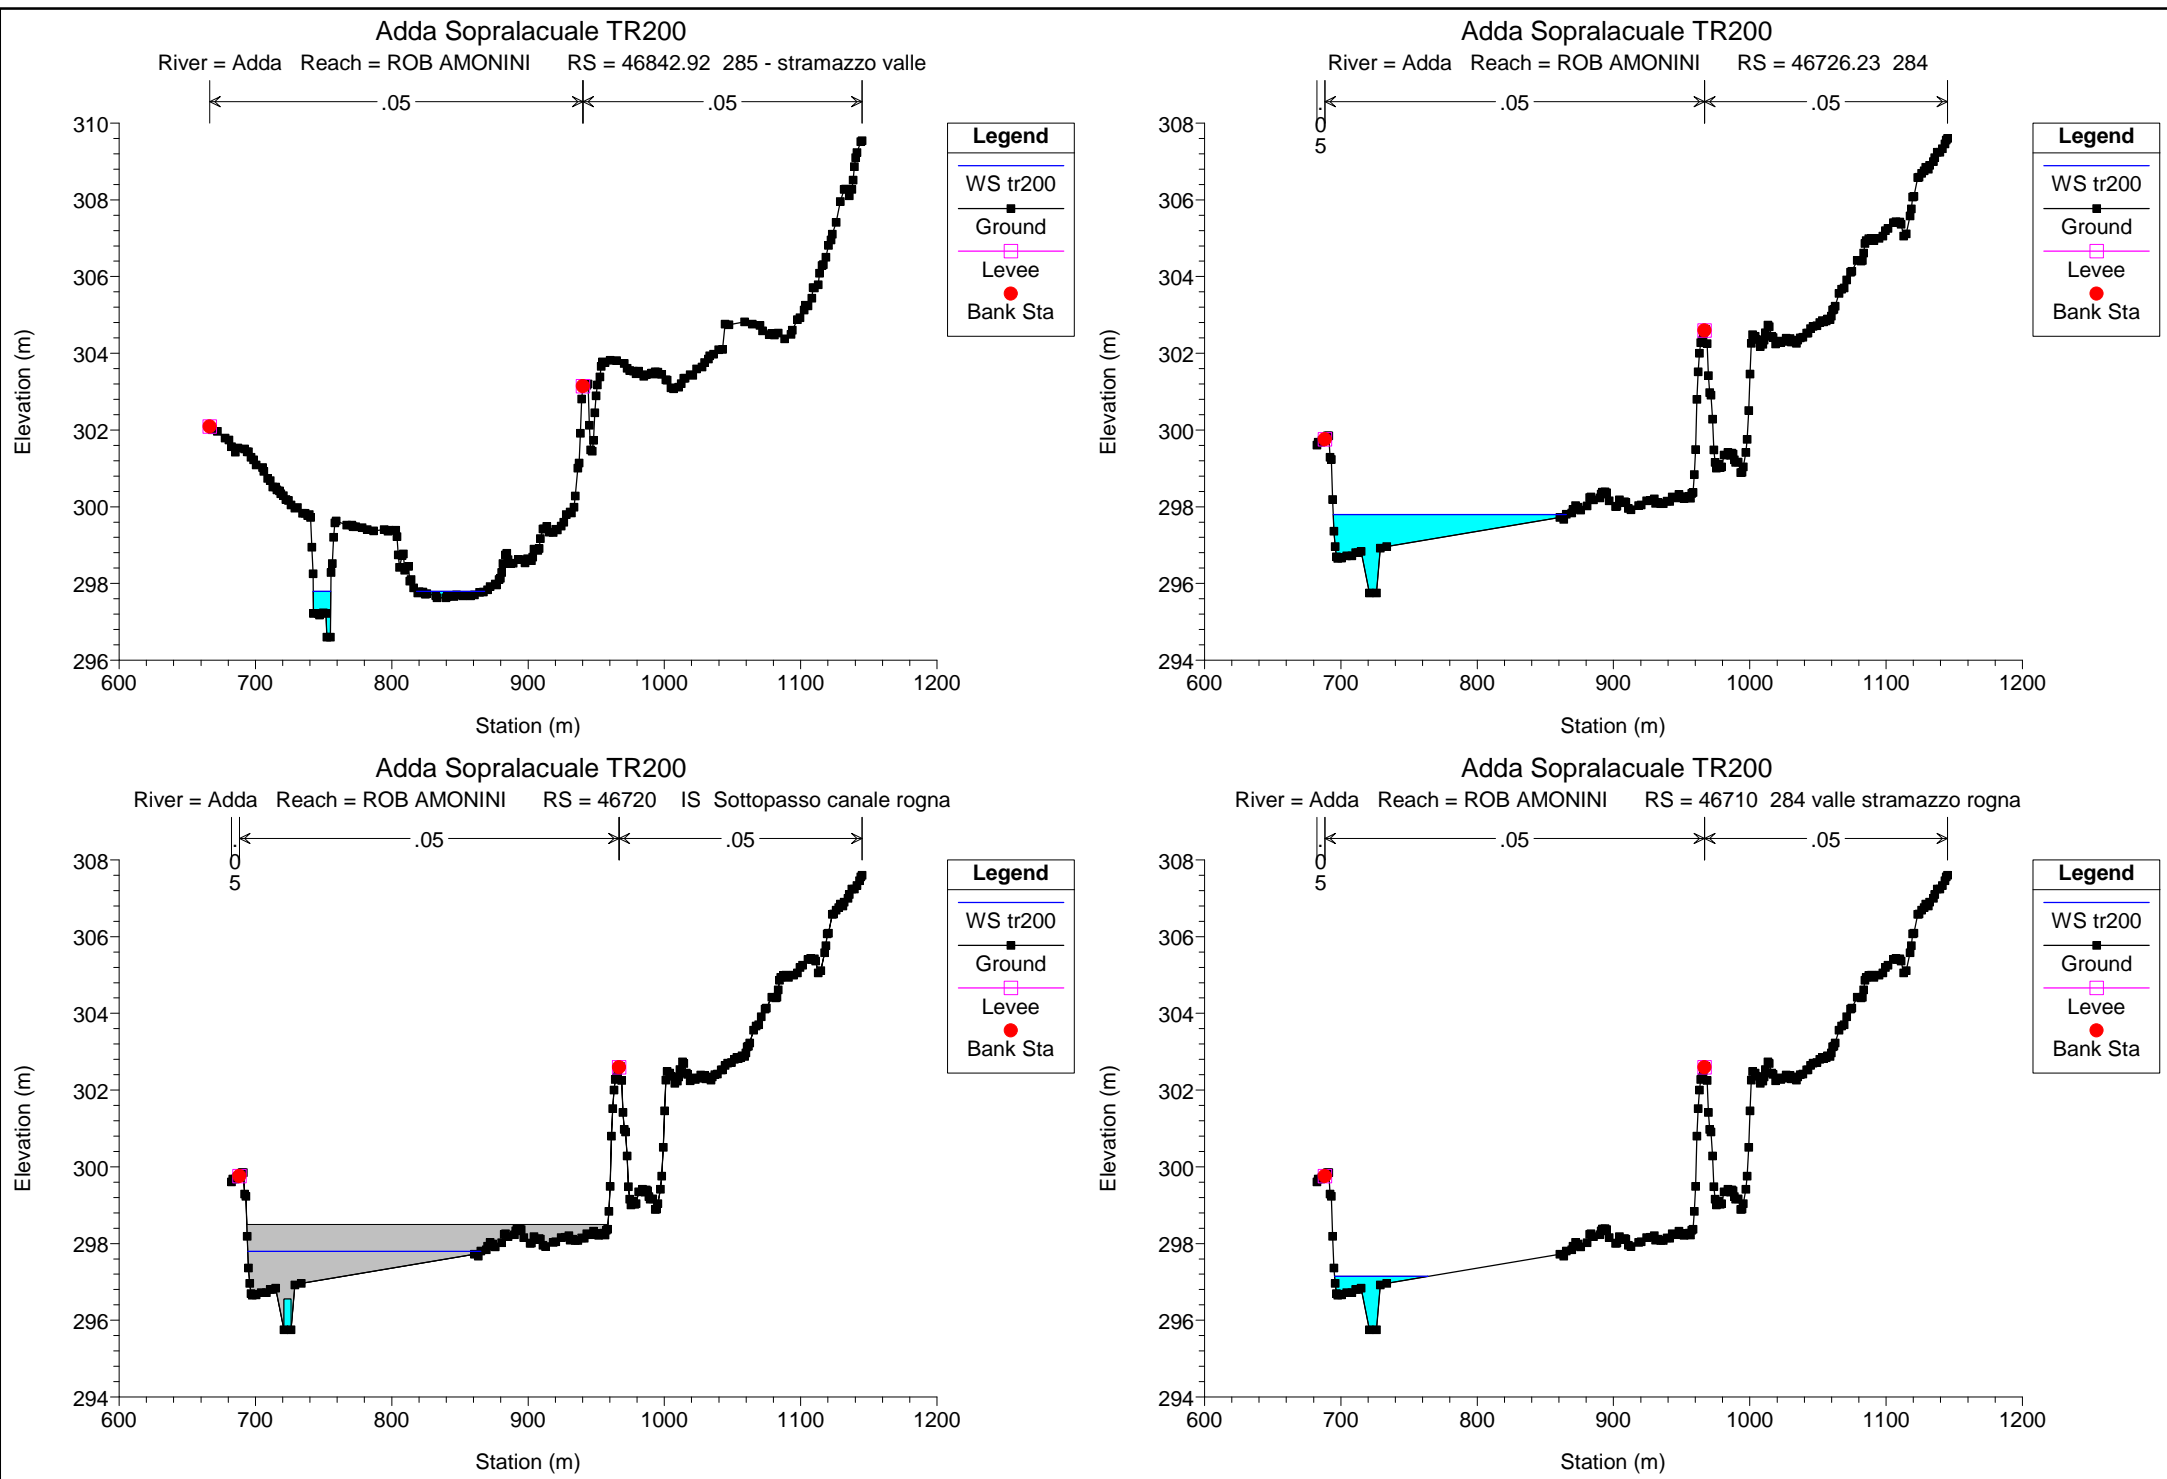 Adda Sopralacuale TR200
River = Adda Reach = ROB AMONINI RS = 46842.92 285 - stramazzo valle
.05 .05
310
308
306
304
302
300
298
296
600 700 800 900 1000 1100 1200
Station (m)
Elevation (m)
Legend
WS tr200
Ground
Levee
Bank Sta
Adda Sopralacuale TR200
River = Adda Reach = ROB AMONINI RS = 46726.23 284
.05 .05 .05
308
306
304
302
300
298
296
294
600 700 800 900 1000 1100 1200
Station (m)
Elevation (m)
Legend
WS tr200
Ground
Levee
Bank Sta
Adda Sopralacuale TR200
River = Adda Reach = ROB AMONINI RS = 46720 IS Sottopasso canale rogna
.05 .05 .05
308
306
304
302
300
298
296
294
600 700 800 900 1000 1100 1200
Station (m)
Elevation (m)
Legend
WS tr200
Ground
Levee
Bank Sta
Adda Sopralacuale TR200
River = Adda Reach = ROB AMONINI RS = 46710 284 valle stramazzo rogna
.05 .05 .05
308
306
304
302
300
298
296
294
600 700 800 900 1000 1100 1200
Station (m)
Elevation (m)
Legend
WS tr200
Ground
Levee
Bank Sta